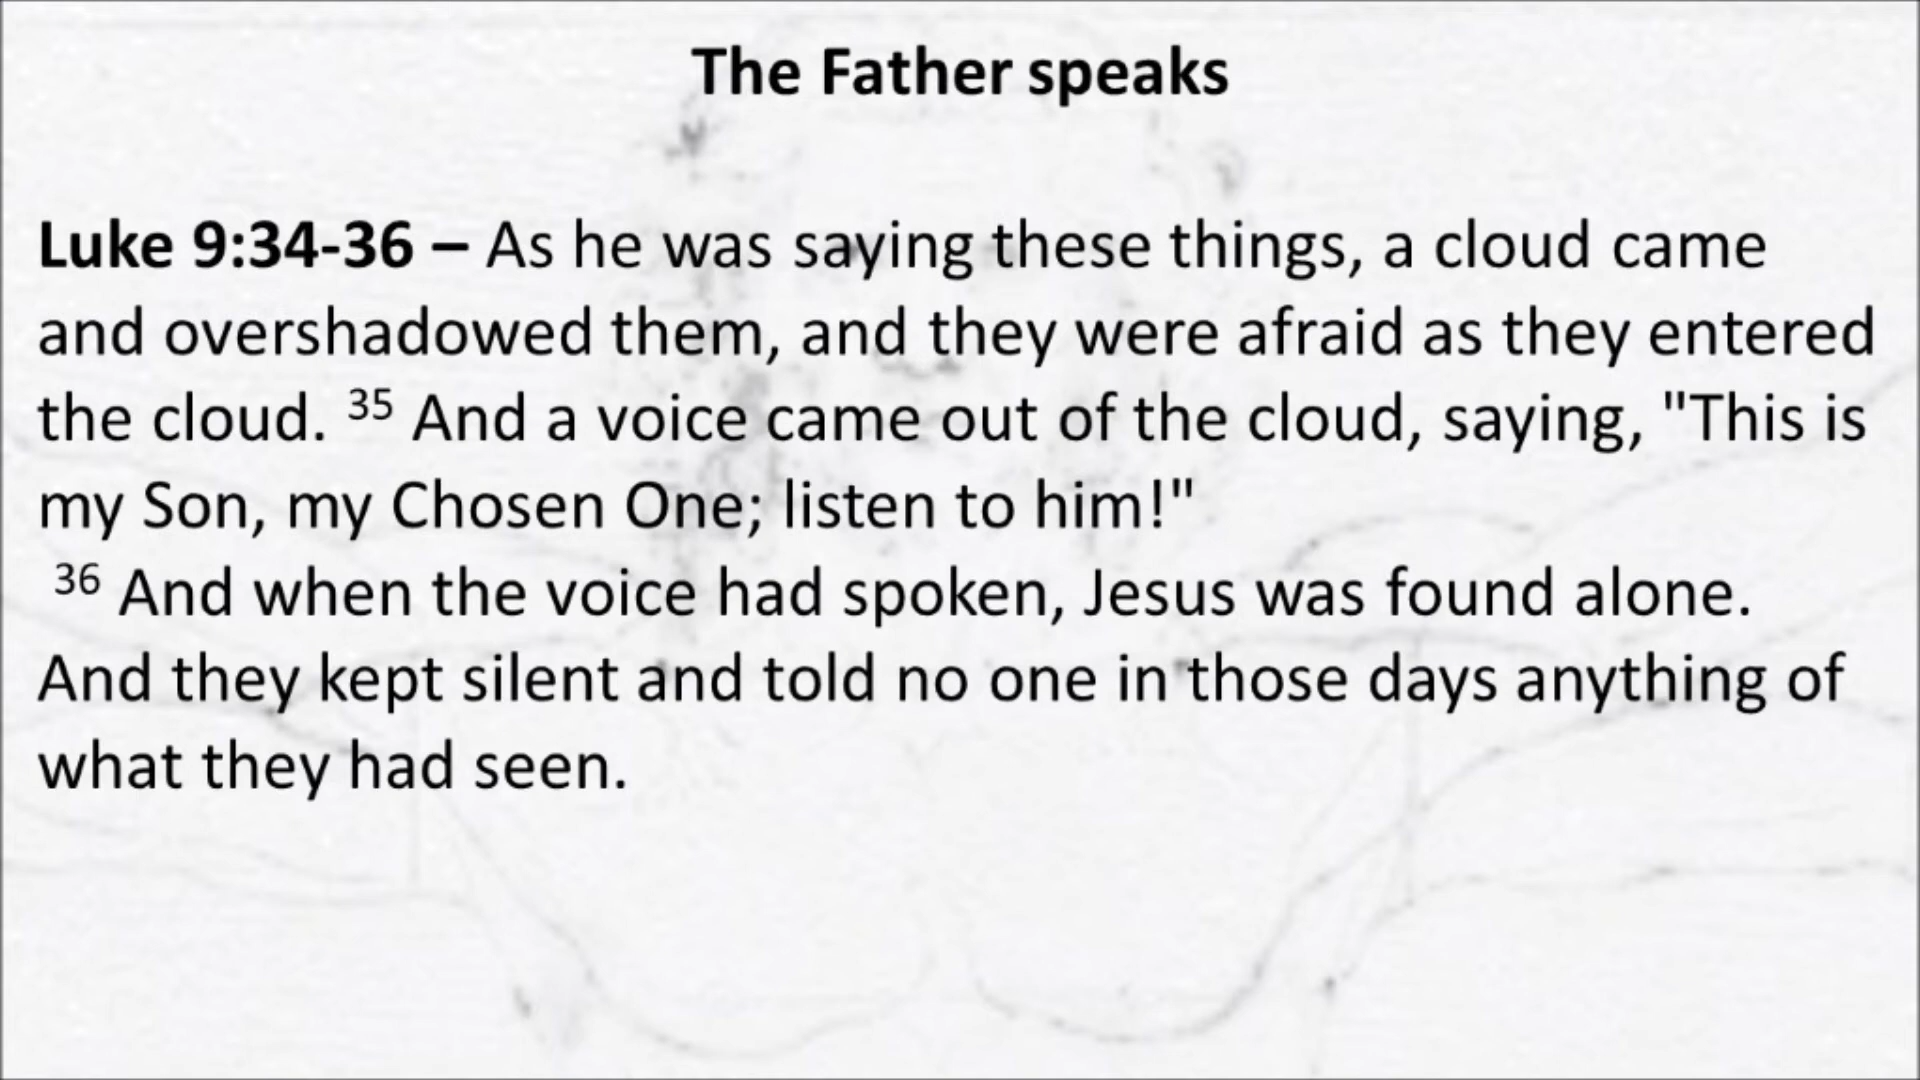 The Father speaks
Luke 9:34-36 – As he was saying these things, a cloud came
and overshadowed them, and they were afraid as they entered
the cloud. 35 And a voice came out of the cloud, saying, "This is
my Son, my Chosen One; listen to him!"
36 And when the voice had spoken, Jesus was found alone.
And they kept silent and told no one in those days anything of
what they had seen.